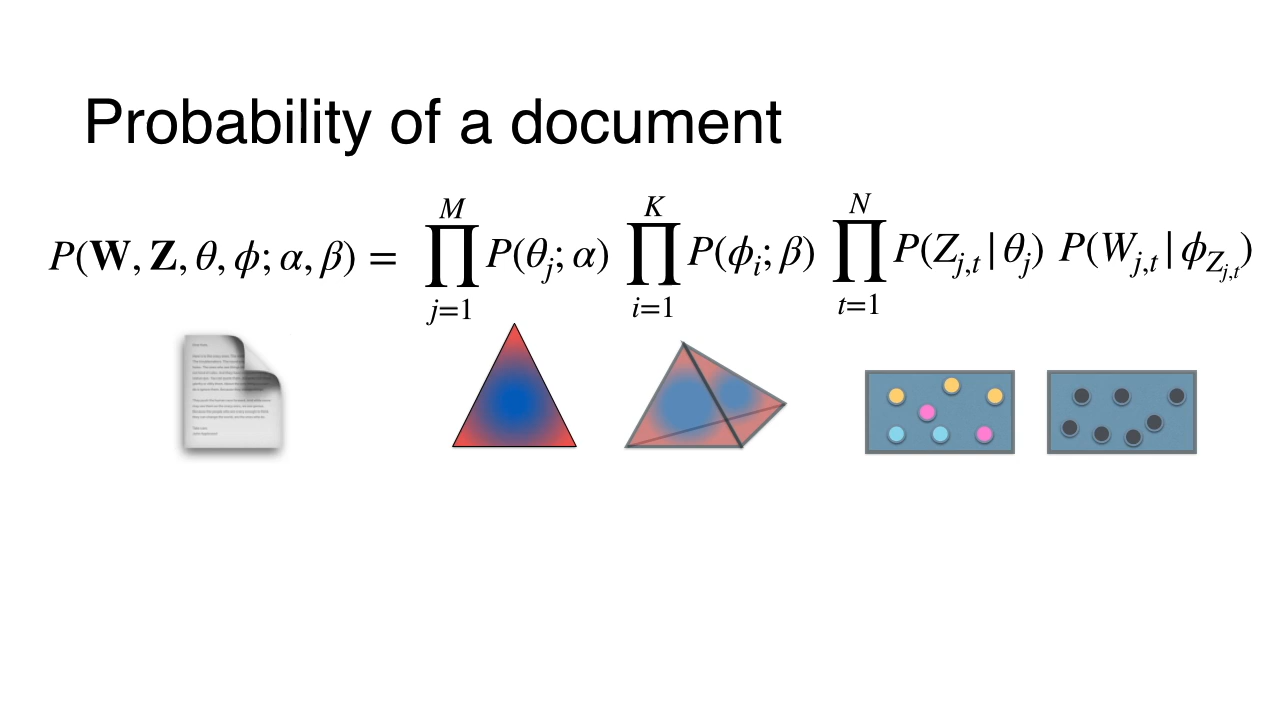 Probability of a document
P(W, Z, θ, ϕ; α, β) = ∏_{j=1}^{M} P(θ_j; α) ∏_{i=1}^{K} P(ϕ_i; β) ∏_{t=1}^{N} P(Z_{j,t} | θ_j) P(W_{j,t} | ϕ_{Z_{j,t}})